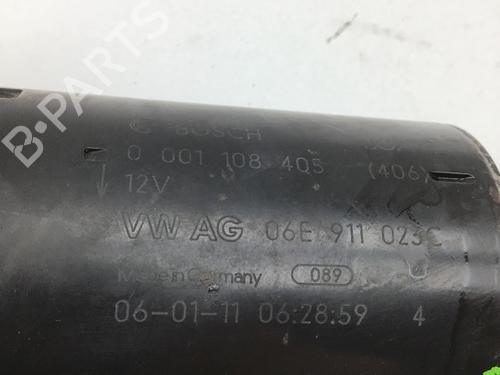 BOSCH
0 001 108 405 (406)
12V
VW AG 06E 911 023C
Made in Germany 089
06-01-11 06:28:59 4